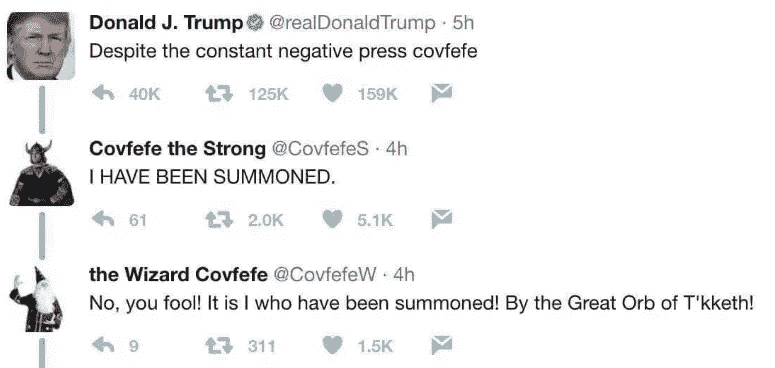 Donald J. Trump @realDonaldTrump · 5h
Despite the constant negative press covfefe
40K 125K 159K
Covfefe the Strong @CovfefeS · 4h
I HAVE BEEN SUMMONED.
61 2.0K 5.1K
the Wizard Covfefe @CovfefeW · 4h
No, you fool! It is I who have been summoned! By the Great Orb of T'kketh!
9 311 1.5K